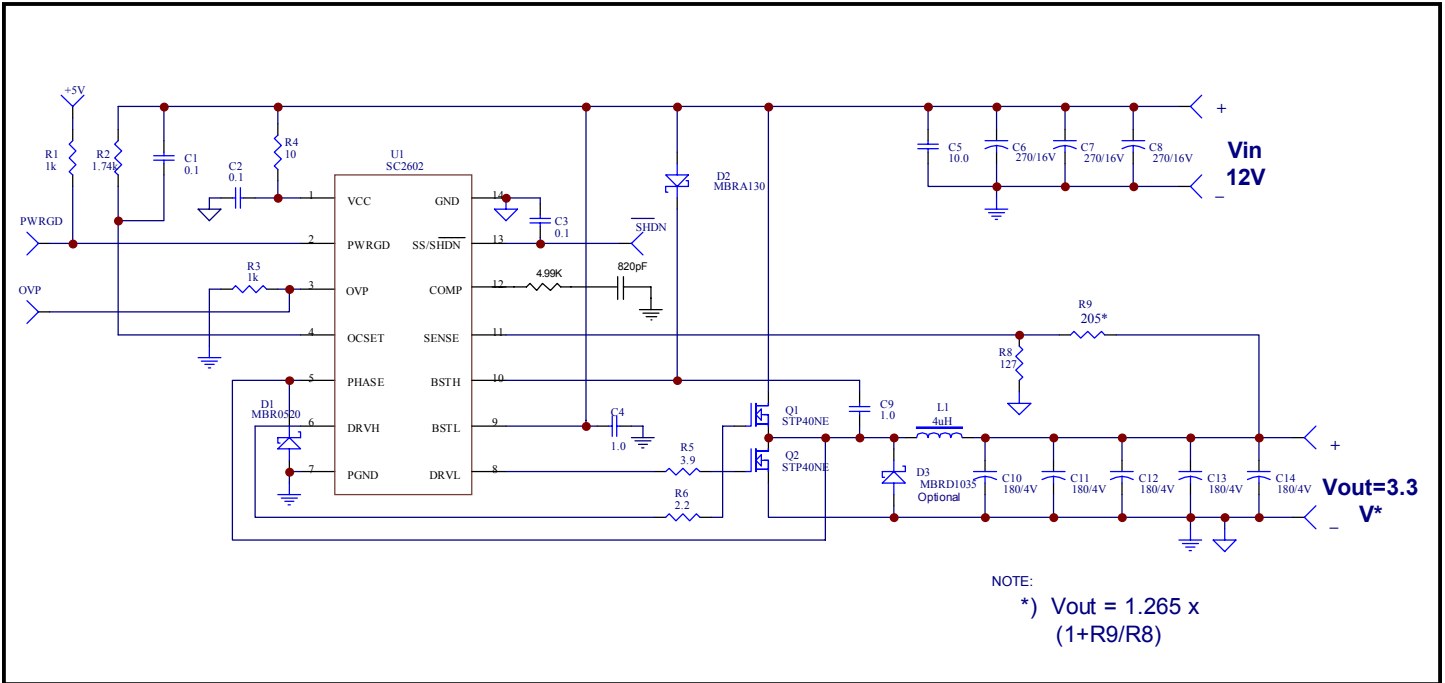 +5V
R1
1k
R2
1.74k
C1
0.1
C2
0.1
R4
10
U1
SC2602
1
VCC
GND
14
PWRGD
2
PWRGD
SS/SHDN
13
C3
0.1
SHDN
R3
1k
OVP
3
OVP
COMP
12
4.99K
820pF
4
OCSET
SENSE
11
5
PHASE
BSTH
10
D1
MBR0520
6
DRVH
BSTL
9
7
PGND
DRVL
8
C4
1.0
R5
3.9
R6
2.2
D2
MBRA130
Q1
STP40NE
Q2
STP40NE
C9
1.0
L1
4uH
R8
127
R9
205*
D3
MBRD1035
Optional
C5
10.0
C6
270/16V
C7
270/16V
C8
270/16V
+
Vin
12V
_
C10
180/4V
C11
180/4V
C12
180/4V
C13
180/4V
C14
180/4V
+
Vout=3.3
V*
_
NOTE:
*) Vout = 1.265 x
(1+R9/R8)